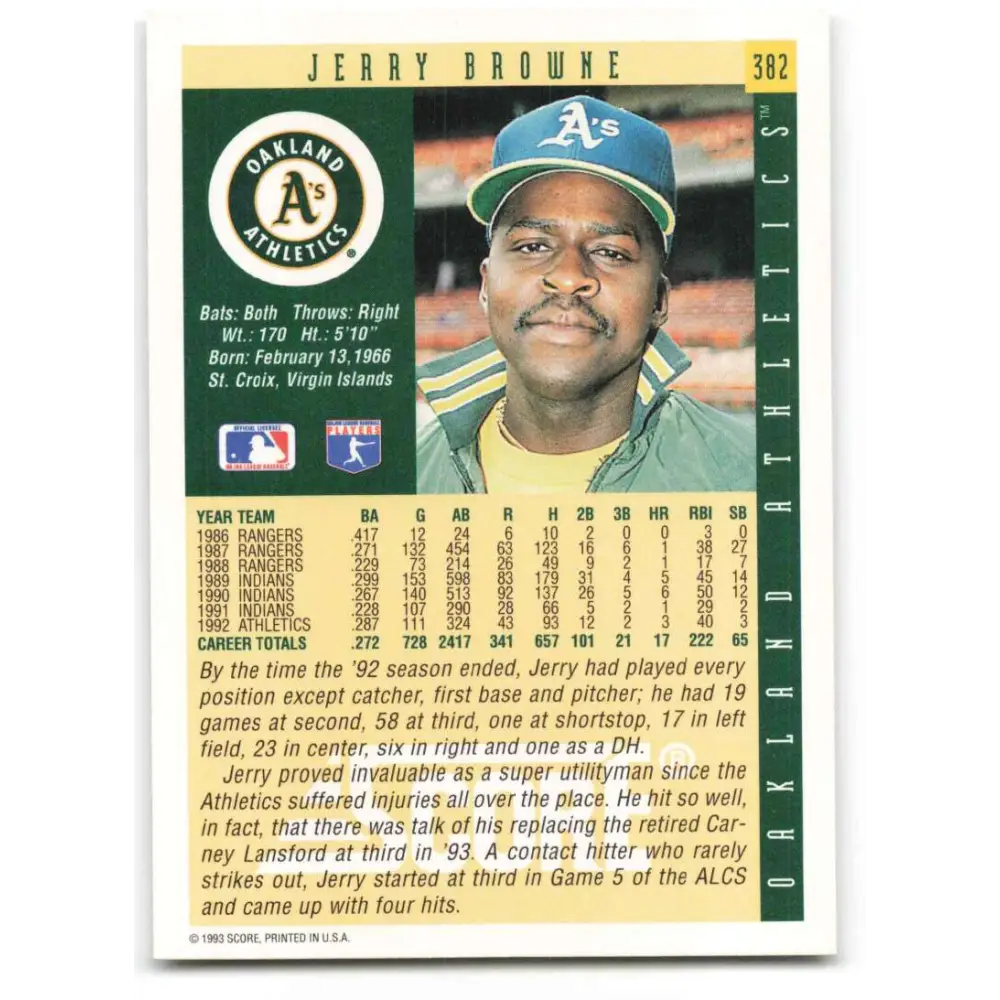 JERRY BROWNE
382
OAKLAND ATHLETICS™
OAKLAND
A's
ATHLETICS
®
A's
Bats: Both Throws: Right
Wt.: 170 Ht.: 5'10"
Born: February 13,1966
St. Croix, Virgin Islands
OFFICIAL LICENSEE
MAJOR LEAGUE BASEBALL
MAJOR LEAGUE BASEBALL
PLAYERS
YEAR TEAM BA G AB R H 2B 3B HR RBI SB
1986 RANGERS .417 12 24 6 10 2 0 0 3 0
1987 RANGERS .271 132 454 63 123 16 6 1 38 27
1988 RANGERS .229 73 214 26 49 9 2 1 17 7
1989 INDIANS .299 153 598 83 179 31 4 5 45 14
1990 INDIANS .267 140 513 92 137 26 5 6 50 12
1991 INDIANS .228 107 290 28 66 5 2 1 29 2
1992 ATHLETICS .287 111 324 43 93 12 2 3 40 3
CAREER TOTALS .272 728 2417 341 657 101 21 17 222 65
By the time the '92 season ended, Jerry had played every
position except catcher, first base and pitcher; he had 19
games at second, 58 at third, one at shortstop, 17 in left
field, 23 in center, six in right and one as a DH.
Jerry proved invaluable as a super utilityman since the
Athletics suffered injuries all over the place. He hit so well,
in fact, that there was talk of his replacing the retired Car-
ney Lansford at third in '93. A contact hitter who rarely
strikes out, Jerry started at third in Game 5 of the ALCS
and came up with four hits.
SCORE®
© 1993 SCORE, PRINTED IN U.S.A.